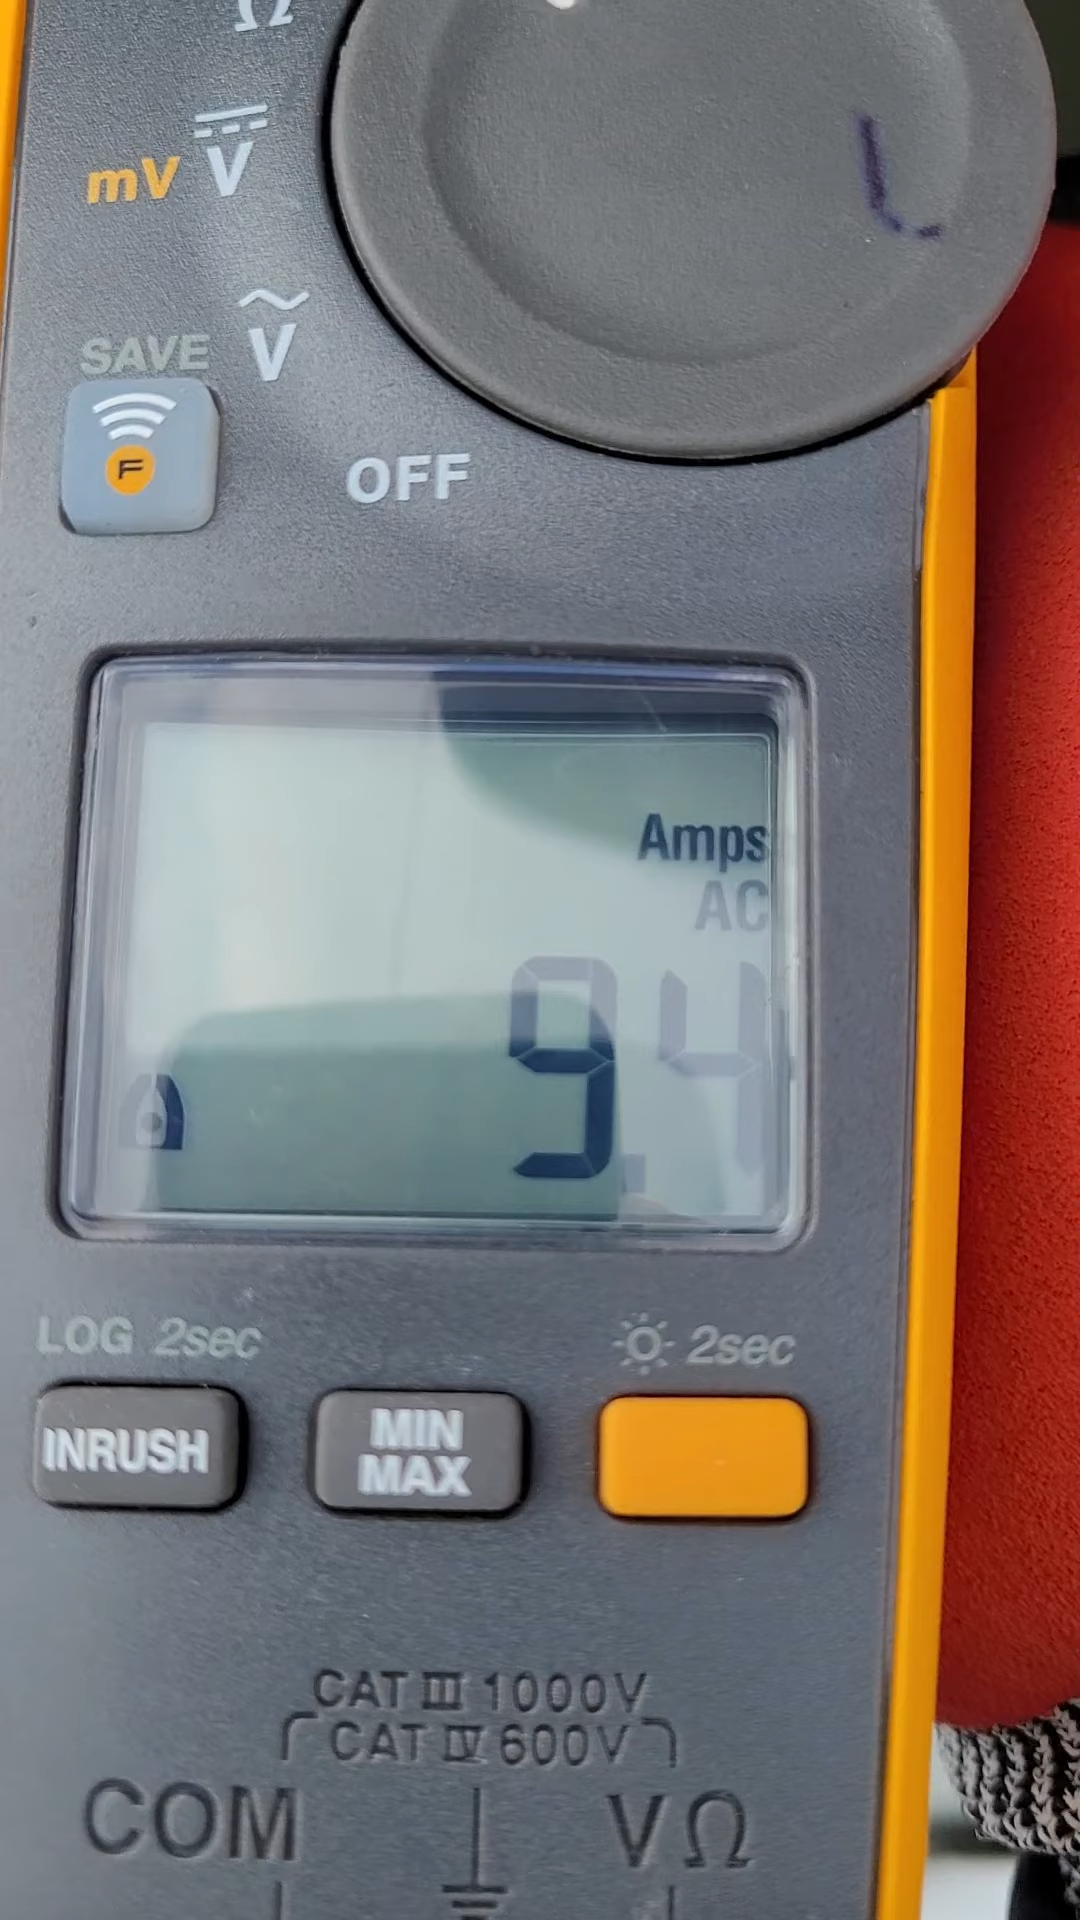 Ω
mV V
SAVE V
F
OFF
Amps
AC
9.4
LOG 2sec 2sec
INRUSH MIN
MAX
CAT III 1000V
CAT IV 600V
COM VΩ